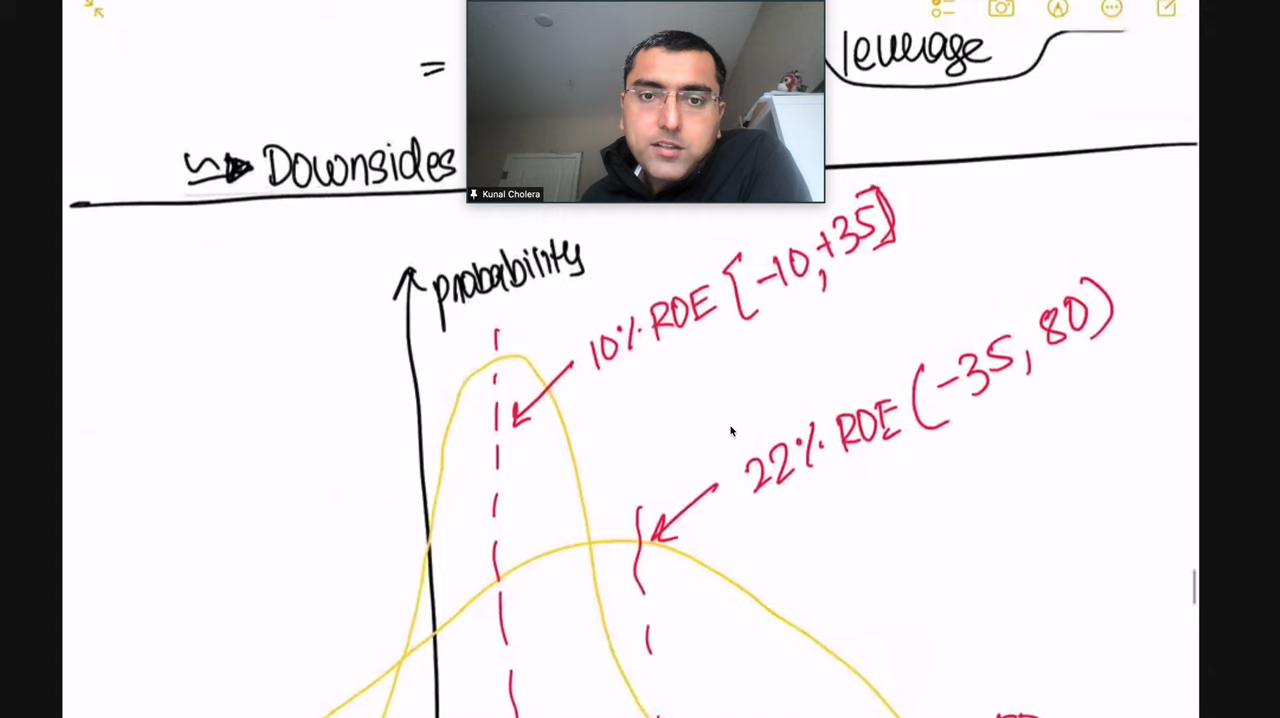 = leverage
Downsides
Kunal Cholera
probability
10% ROE [-10, +35]
22% ROE (-35, 80)